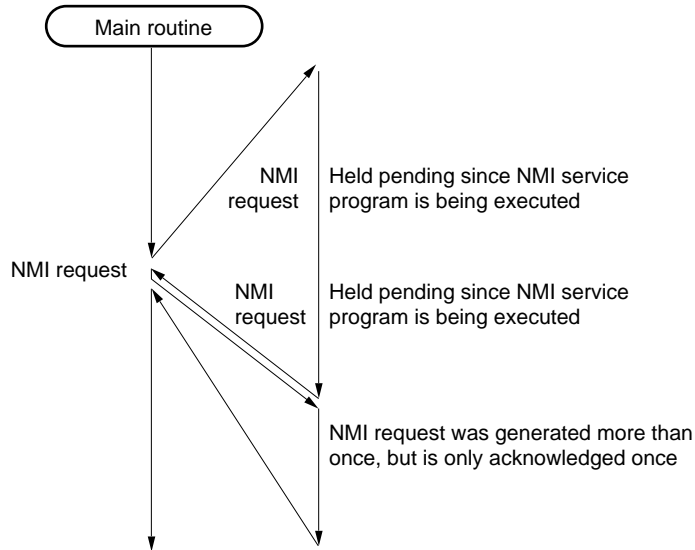 Main routine
NMI
request
Held pending since NMI service
program is being executed
NMI request
NMI
request
Held pending since NMI service
program is being executed
NMI request was generated more than
once, but is only acknowledged once